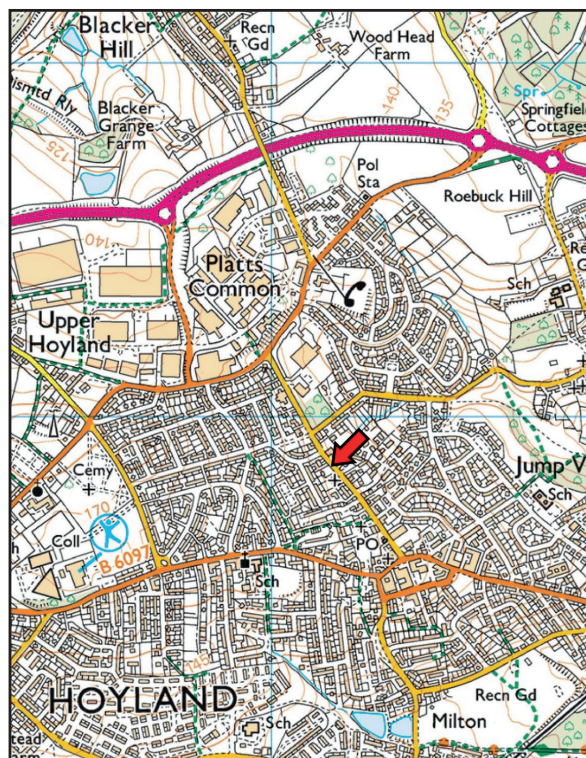 Blacker
Hill
Recn
Gd
Wood Head
Farm
140
135
Spr
Springfield
Cottages
Dismtd Rly
Blacker
Grange
Farm
125
Pol
Sta
Roebuck Hill
140
Platts
Common
Sch
Upper
Hoyland
Jump V
Sch
Cemy
170
Coll
B 6097
PO
Sch
145
HOYLAND
Sch
Recn Gd
Milton